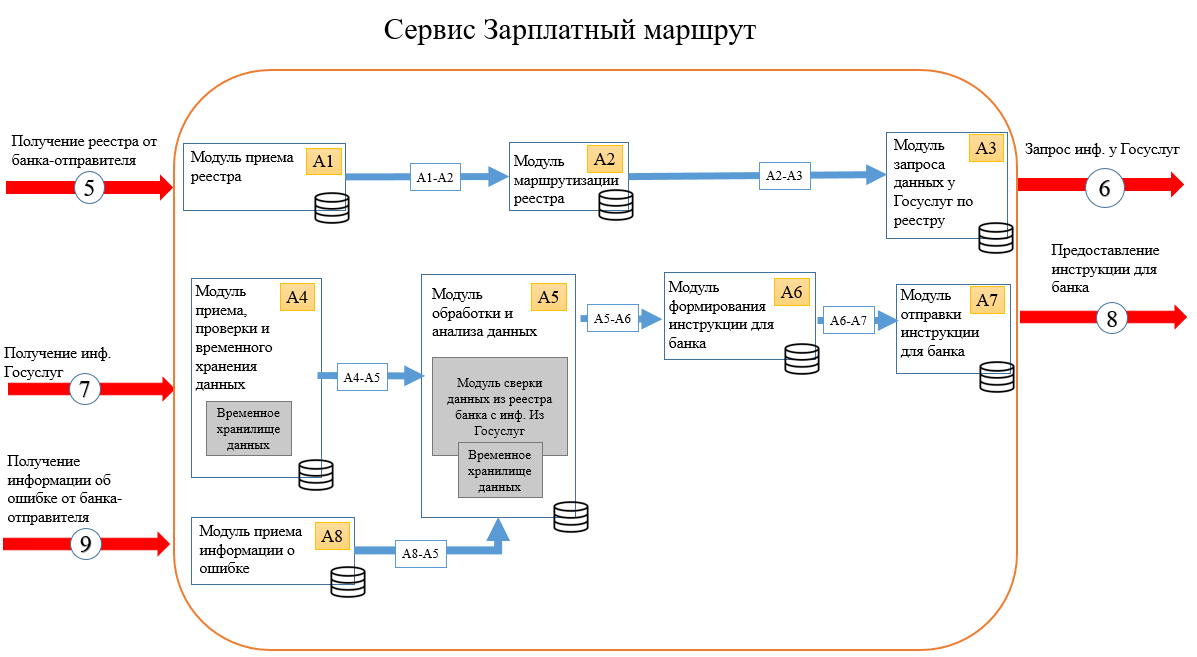 Сервис Зарплатный маршрут
Получение реестра от
банка-отправителя
5
Модуль приема
реестра
A1
A1-A2
Модуль
маршрутизации
реестра
A2
A2-A3
Модуль
запроса
данных у
Госуслуг по
реестру
A3
Запрос инф. у Госуслуг
6
Получение инф.
Госуслуг
7
Модуль
приема,
проверки и
временного
хранения
данных
A4
Временное
хранилище
данных
A4-A5
Модуль
обработки и
анализа данных
A5
Модуль сверки
данных из реестра
банка с инф. Из
Госуслуг
Временное
хранилище
данных
A5-A6
Модуль
формирования
инструкции для
банка
A6
A6-A7
Модуль
отправки
инструкции
для банка
A7
Предоставление
инструкции для
банка
8
Получение
информации об
ошибке от банка-
отправителя
9
Модуль приема
информации о
ошибке
A8
A8-A5